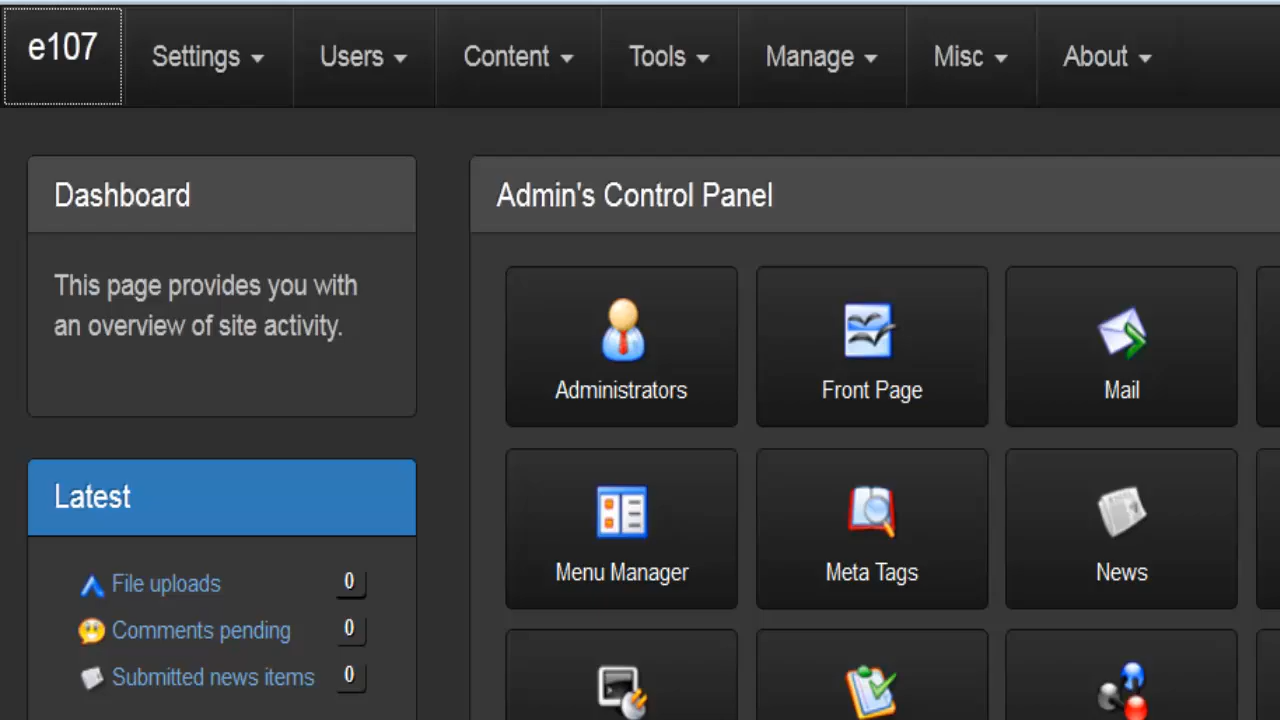 e107 Settings Users Content Tools Manage Misc About
Dashboard
This page provides you with
an overview of site activity.
Latest
File uploads 0
Comments pending 0
Submitted news items 0
Admin's Control Panel
Administrators Front Page Mail
Menu Manager Meta Tags News